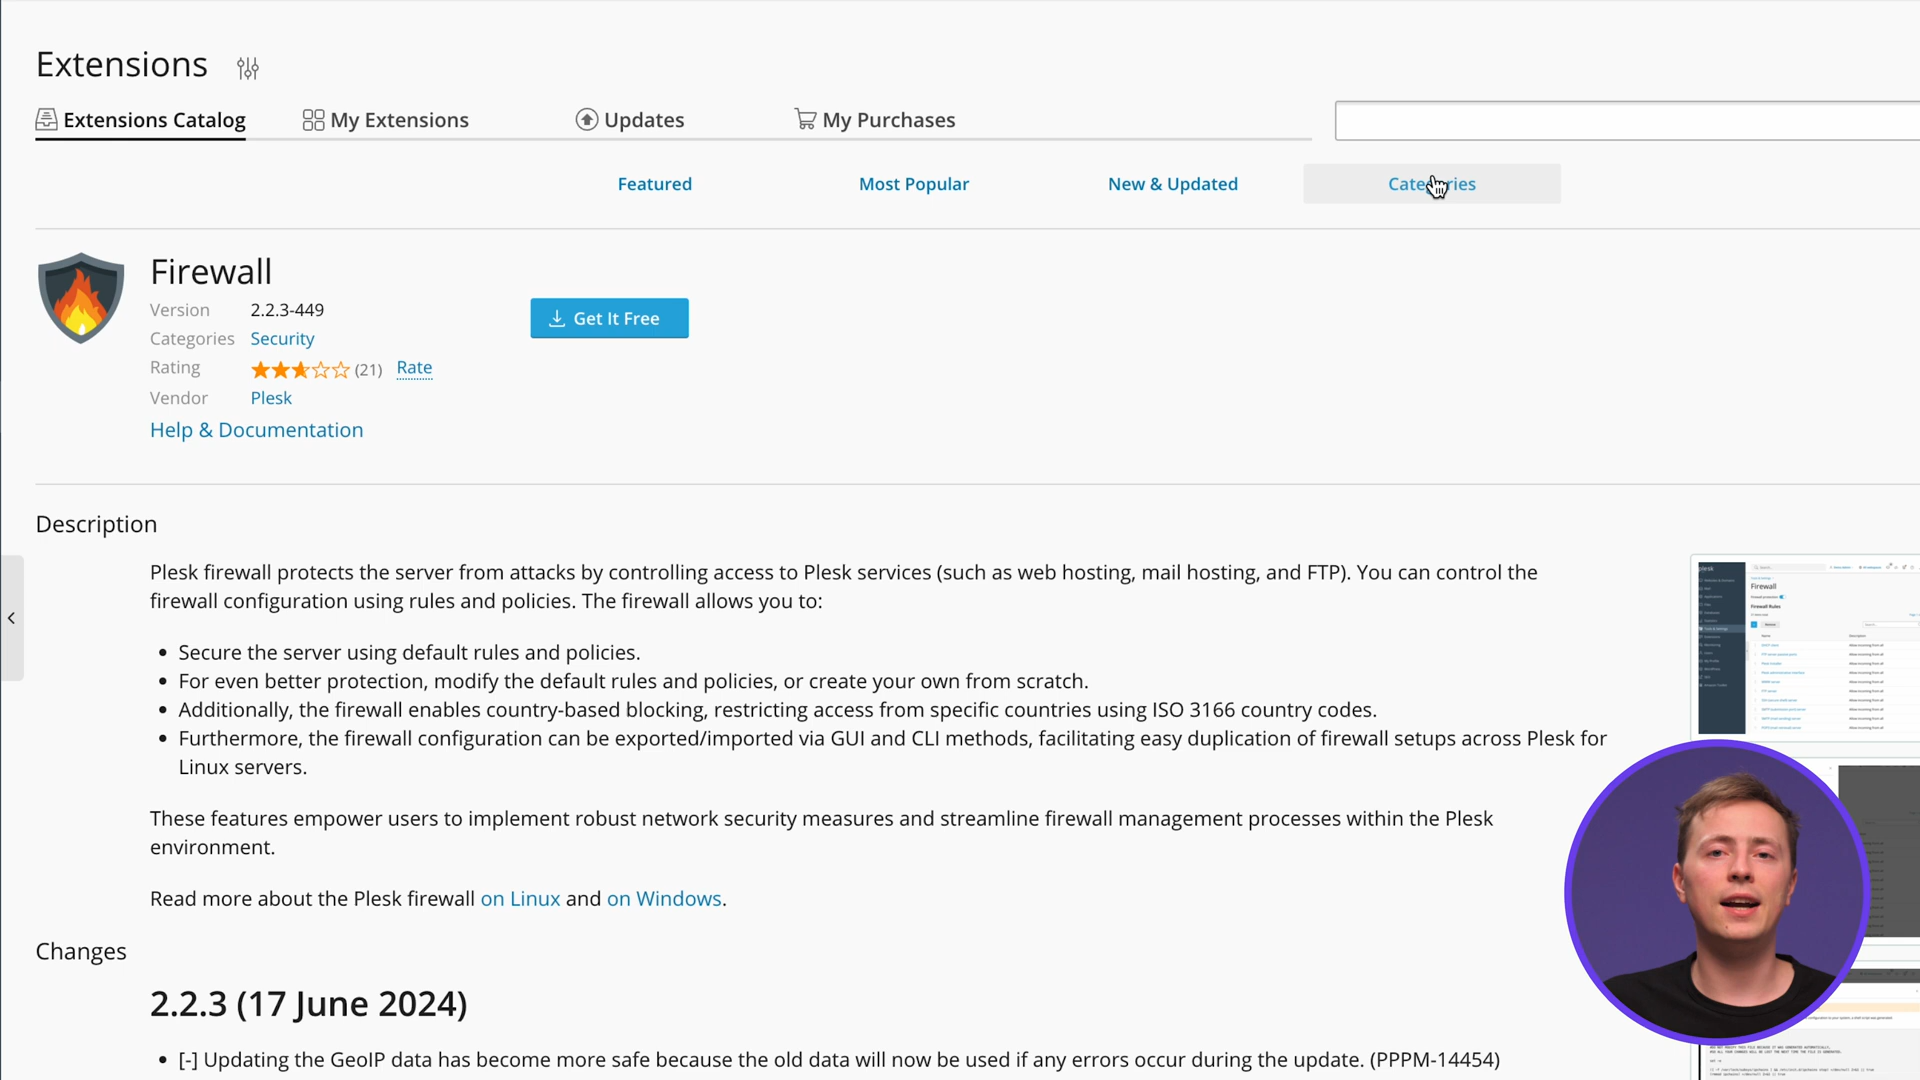 Extensions
Extensions Catalog
My Extensions
Updates
My Purchases
Featured
Most Popular
New & Updated
Categories
Firewall
Version 2.2.3-449
Get It Free
Categories Security
Rating (21) Rate
Vendor Plesk
Help & Documentation
Description
Plesk firewall protects the server from attacks by controlling access to Plesk services (such as web hosting, mail hosting, and FTP). You can control the
firewall configuration using rules and policies. The firewall allows you to:
• Secure the server using default rules and policies.
• For even better protection, modify the default rules and policies, or create your own from scratch.
• Additionally, the firewall enables country-based blocking, restricting access from specific countries using ISO 3166 country codes.
• Furthermore, the firewall configuration can be exported/imported via GUI and CLI methods, facilitating easy duplication of firewall setups across Plesk for
Linux servers.
These features empower users to implement robust network security measures and streamline firewall management processes within the Plesk
environment.
Read more about the Plesk firewall on Linux and on Windows.
Changes
2.2.3 (17 June 2024)
• [-] Updating the GeoIP data has become more safe because the old data will now be used if any errors occur during the update. (PPPM-14454)
plesk
Firewall
Firewall Rules